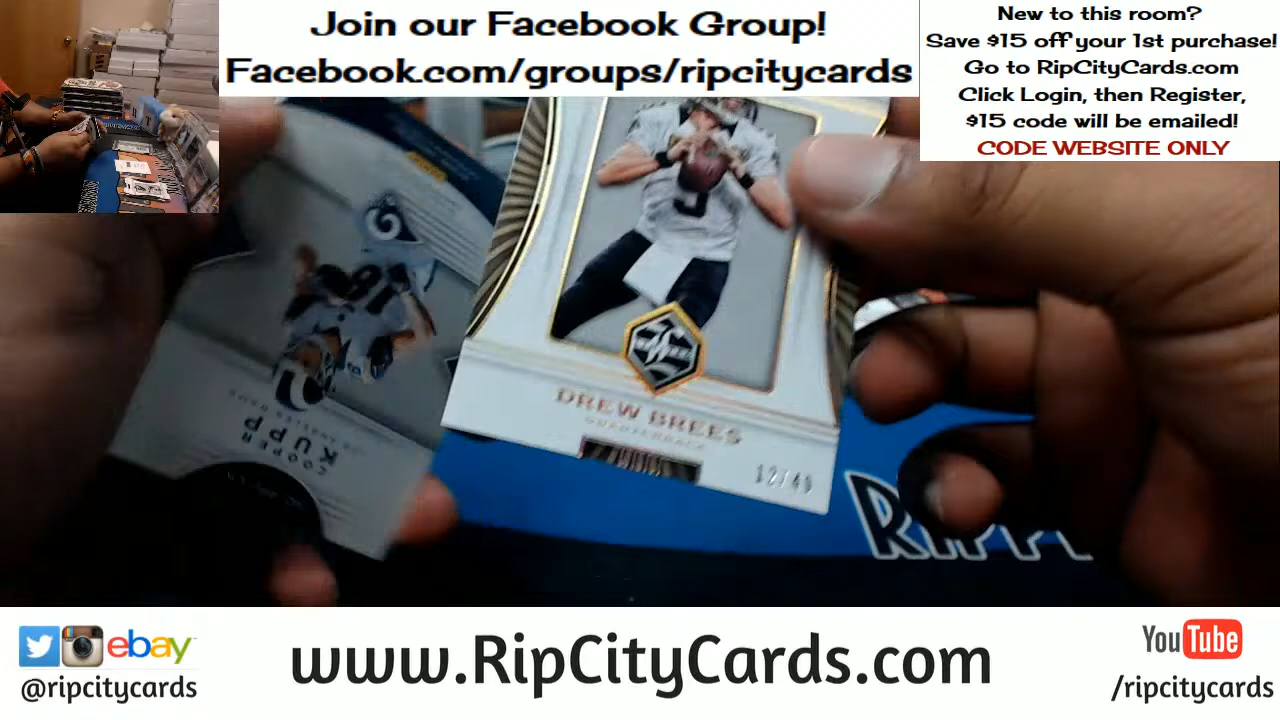 Join our Facebook Group!
Facebook.com/groups/ripcitycards
New to this room?
Save $15 off your 1st purchase!
Go to RipCityCards.com
Click Login, then Register,
$15 code will be emailed!
CODE WEBSITE ONLY
COOPER
KUPP
DREW BREES
QUARTERBACK
12/49
ebay
@ripcitycards
www.RipCityCards.com
YouTube
/ripcitycards